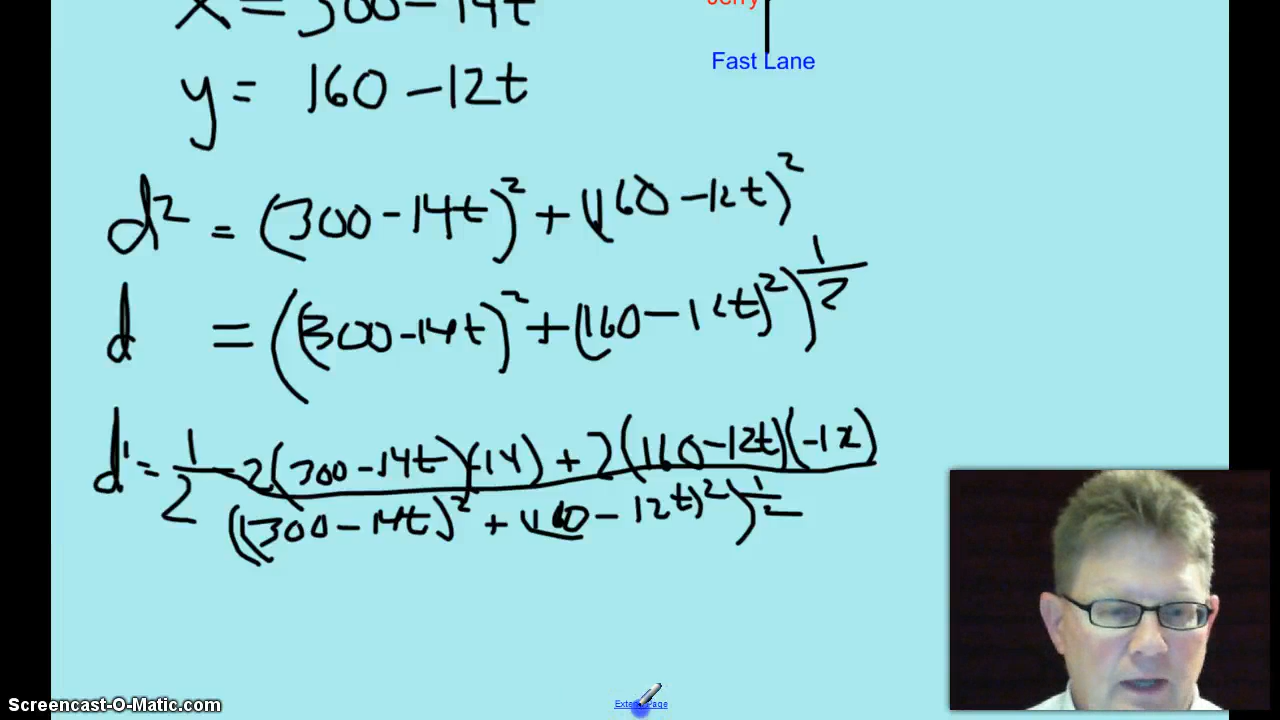 x = 300 - 14t
Jerry
Fast Lane
y = 160 - 12t
d² = (300 - 14t)² + (160 - 12t)²
d = ((300 - 14t)² + (160 - 12t)²)^(1/2)
d' = 1/2 2(300 - 14t)(-14) + 2(160 - 12t)(-12)
((300 - 14t)² + (160 - 12t)²)^(1/2)
Screencast-O-Matic.com